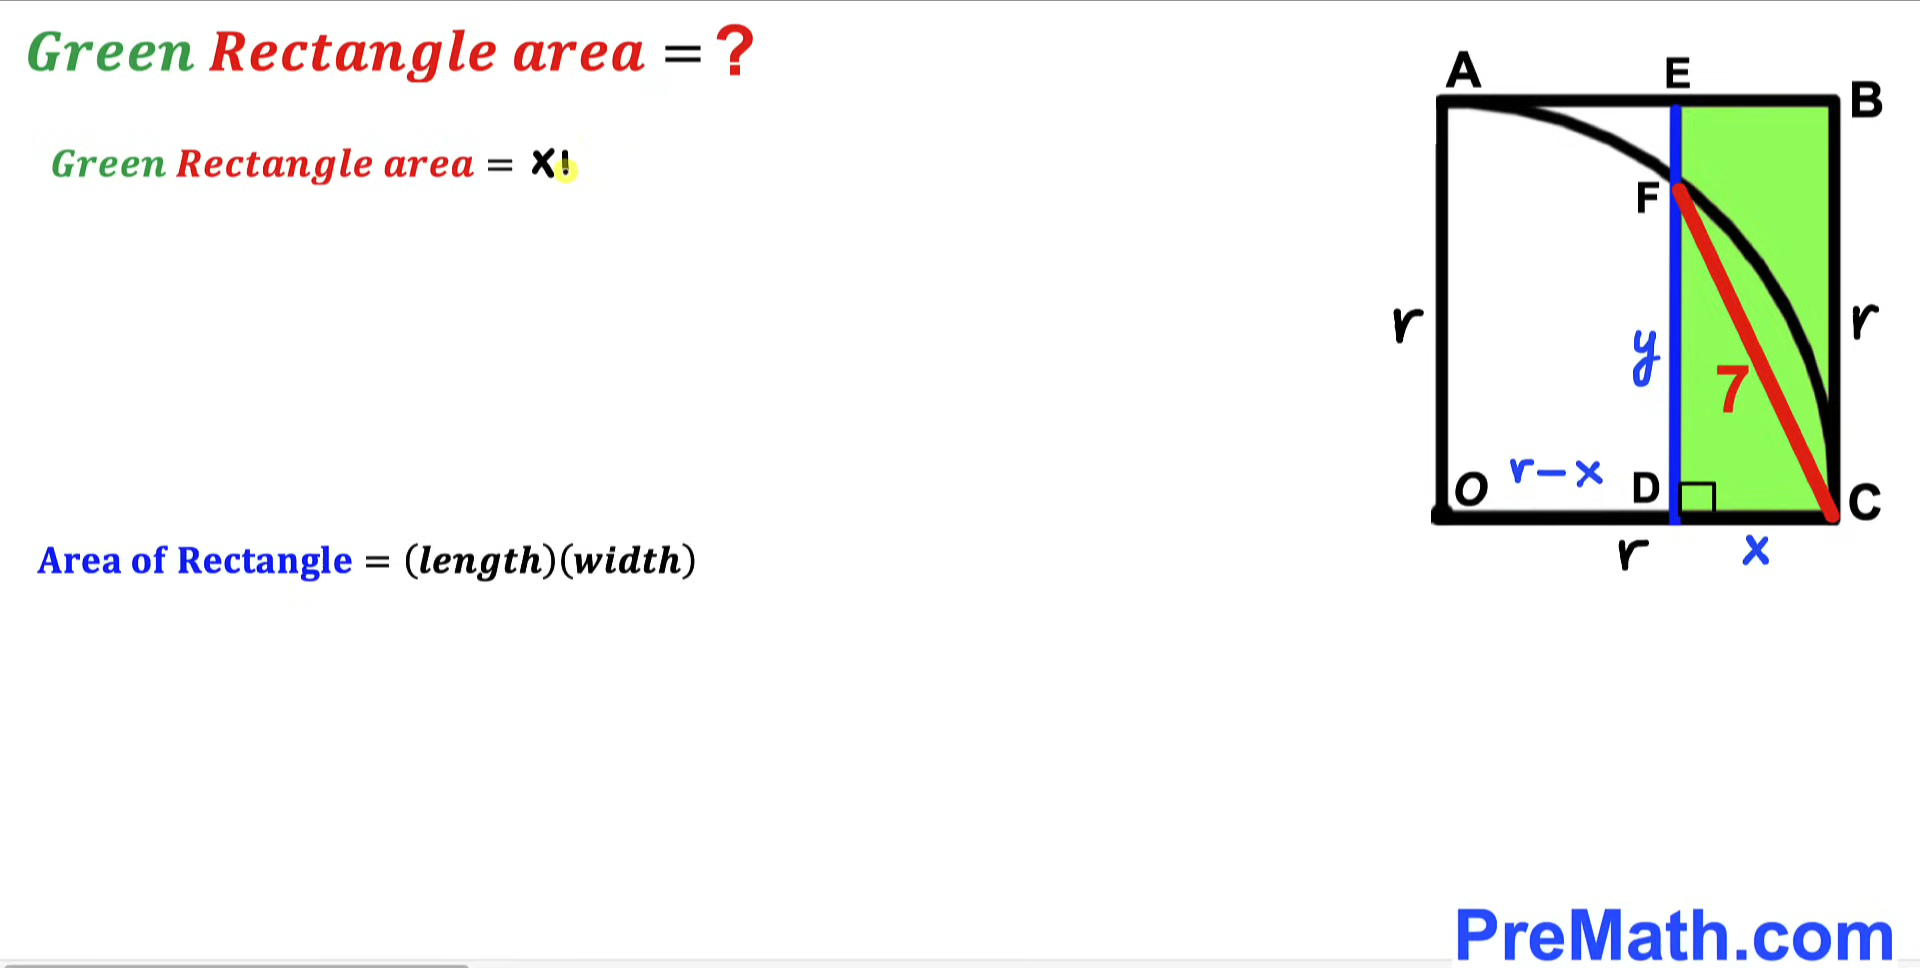 Green Rectangle area = ?
Green Rectangle area = x
Area of Rectangle = (length)(width)
A
E
B
F
r
r
y
7
O
r-x
D
C
r
x
PreMath.com